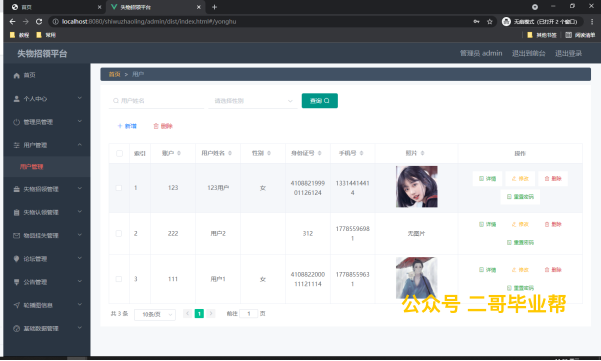 首页
失物招领平台
localhost:8080/shiwuzhaoling/admin/dist/index.html#/yonghu
无痕模式 (已打开 2 个窗口)
教程
常用
其他书签
阅读清单
失物招领平台
管理员 admin
退出到前台
退出登录
首页
个人中心
管理员管理
用户管理
用户管理
失物招领管理
失物认领管理
物品挂失管理
论坛管理
公告管理
轮播图信息
基础数据管理
首页 > 用户
用户姓名
请选择性别
查询
+ 新增
删除
索引 账户 用户姓名 性别 身份证号 手机号 照片 操作
1 123 123用户 女 410882199901126124 13314414414 详情 修改 删除
重置密码
2 222 用户2 312 17785596981 无图片 详情 修改 删除
重置密码
3 111 用户1 女 410882200011121114 17788559631 详情 修改 删除
重置密码
共 3 条 10条/页 1 前往 1 页
公众号 二哥毕业帮